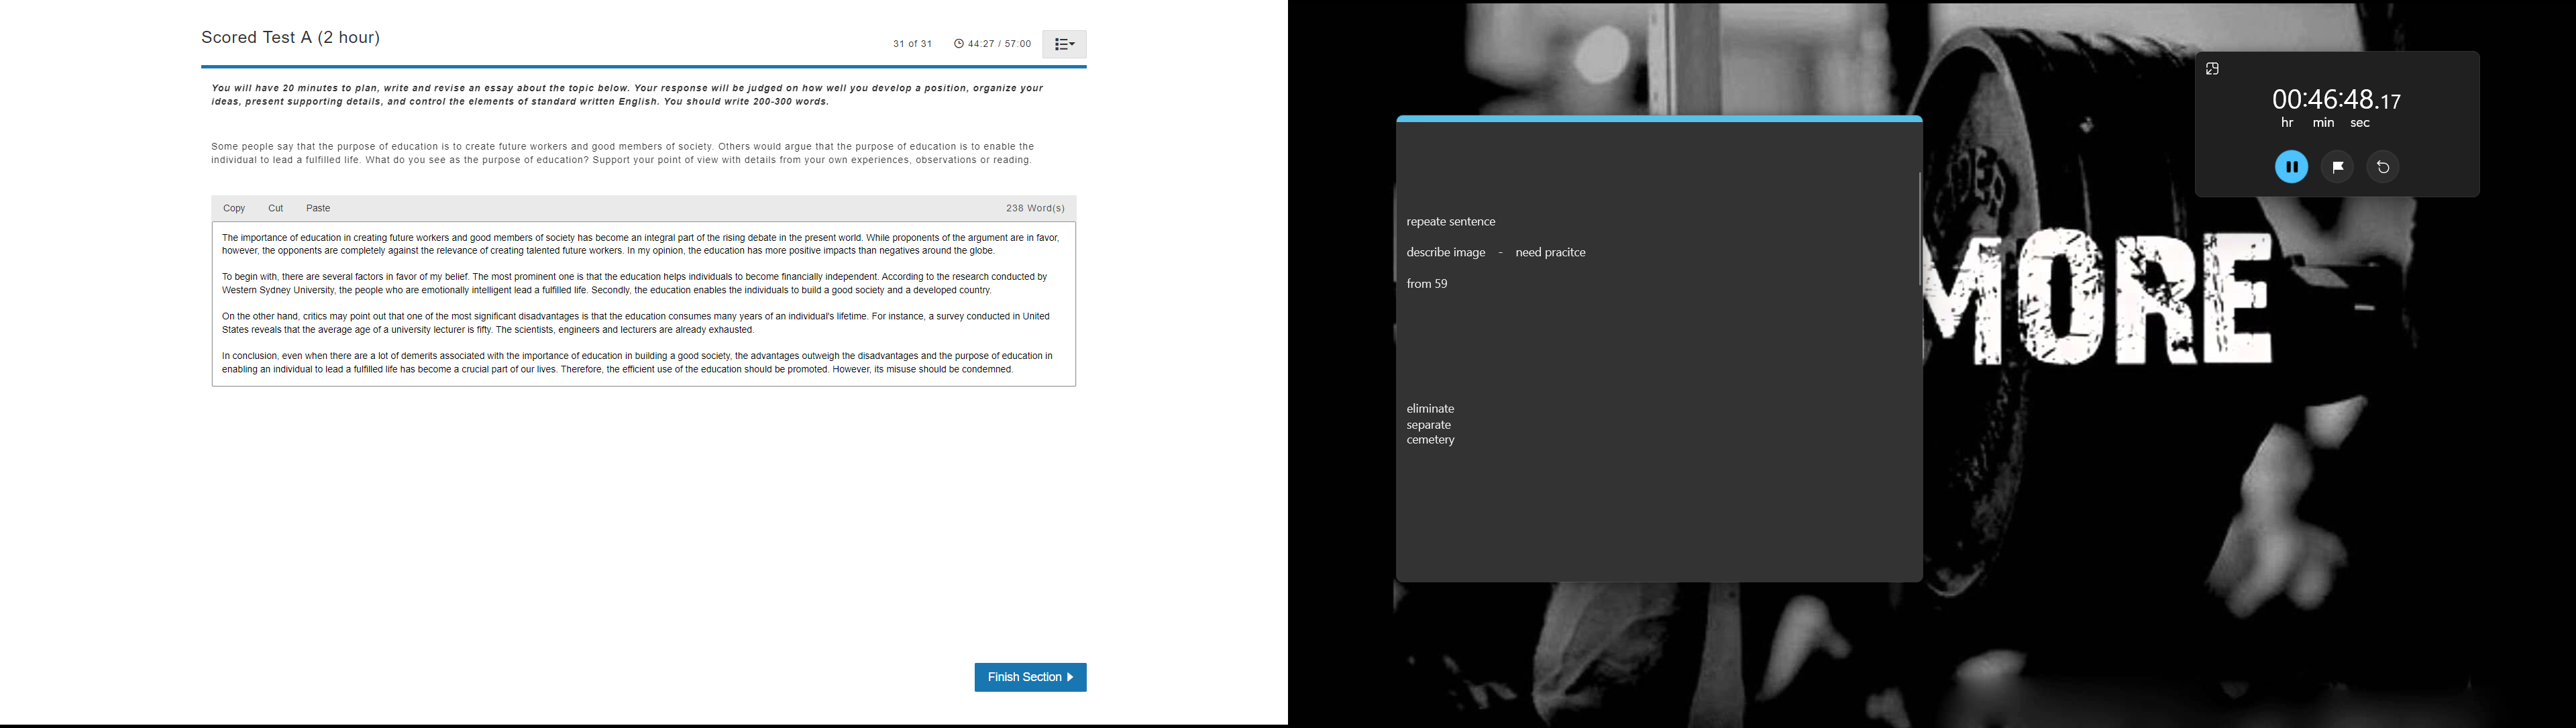 Scored Test A (2 hour)
31 of 31
44:27 / 57:00
You will have 20 minutes to plan, write and revise an essay about the topic below. Your response will be judged on how well you develop a position, organize your
ideas, present supporting details, and control the elements of standard written English. You should write 200-300 words.
Some people say that the purpose of education is to create future workers and good members of society. Others would argue that the purpose of education is to enable the
individual to lead a fulfilled life. What do you see as the purpose of education? Support your point of view with details from your own experiences, observations or reading.
Copy Cut Paste
238 Word(s)
The importance of education in creating future workers and good members of society has become an integral part of the rising debate in the present world. While proponents of the argument are in favor,
however, the opponents are completely against the relevance of creating talented future workers. In my opinion, the education has more positive impacts than negatives around the globe.
To begin with, there are several factors in favor of my belief. The most prominent one is that the education helps individuals to become financially independent. According to the research conducted by
Western Sydney University, the people who are emotionally intelligent lead a fulfilled life. Secondly, the education enables the individuals to build a good society and a developed country.
On the other hand, critics may point out that one of the most significant disadvantages is that the education consumes many years of an individual's lifetime. For instance, a survey conducted in United
States reveals that the average age of a university lecturer is fifty. The scientists, engineers and lecturers are already exhausted.
In conclusion, even when there are a lot of demerits associated with the importance of education in building a good society, the advantages outweigh the disadvantages and the purpose of education in
enabling an individual to lead a fulfilled life has become a crucial part of our lives. Therefore, the efficient use of the education should be promoted. However, its misuse should be condemned.
Finish Section
repeate sentence
describe image - need pracitce
from 59
eliminate
separate
cemetery
00:46:48.17
hr min sec
MORE